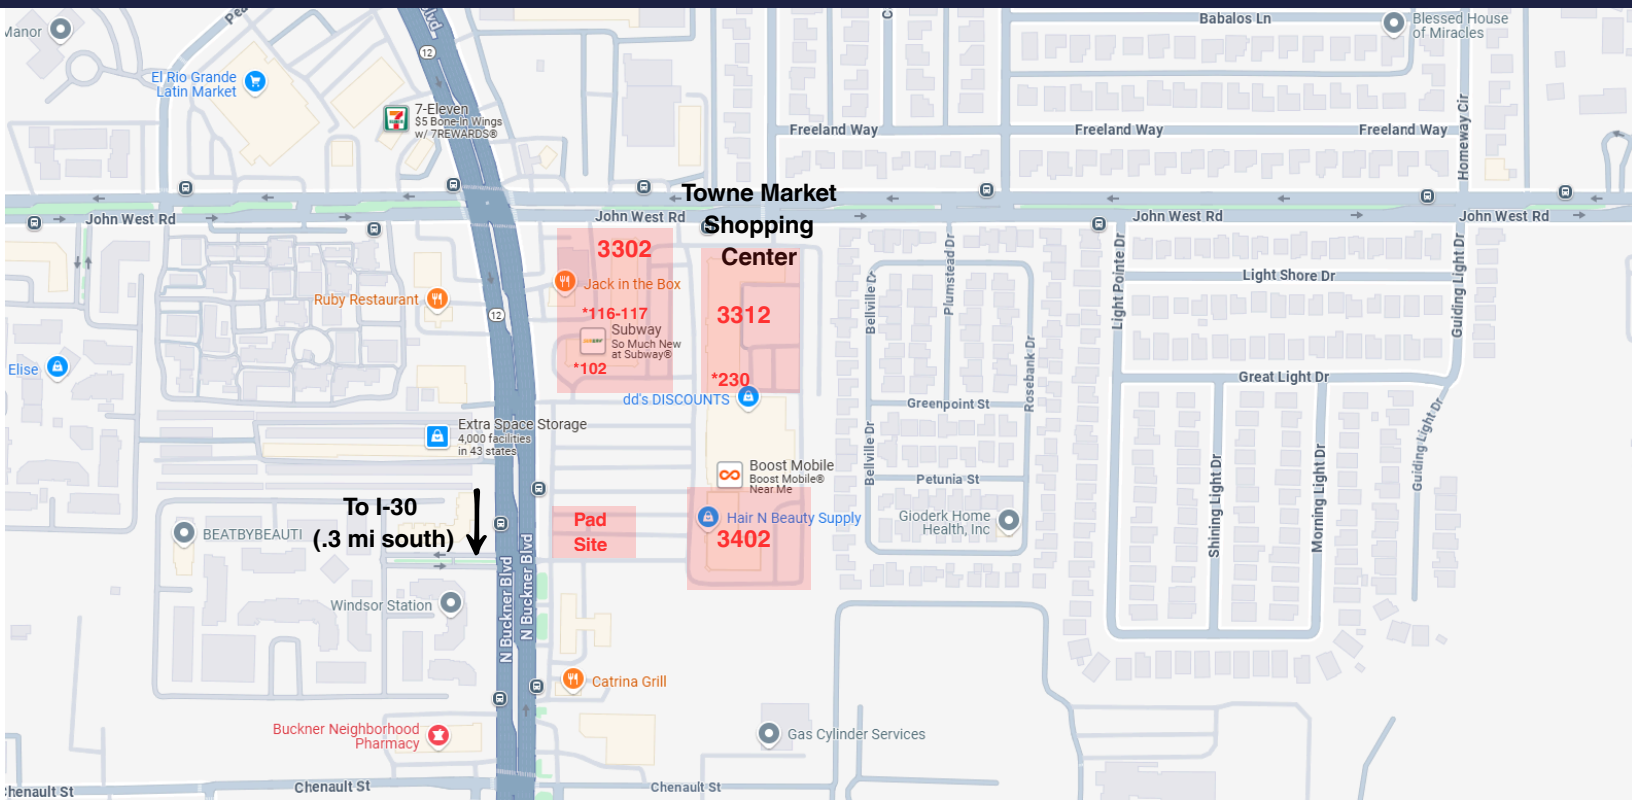 Babalos Ln
Blessed House
of Miracles
Manor
Blvd
12
El Rio Grande
Latin Market
7-Eleven
$5 Bone-In Wings
w/ 7REWARDS®
Freeland Way
Freeland Way
Freeland Way
Homeway Cir
Towne Market
Shopping
Center
John West Rd
John West Rd
John West Rd
John West Rd
3302
Jack in the Box
*116-117
Subway
So Much New
at Subway®
*102
3312
*230
dd's DISCOUNTS
Ruby Restaurant
12
Elise
Extra Space Storage
4,000 facilities
in 43 states
Boost Mobile
Boost Mobile®
Near Me
Hair N Beauty Supply
3402
Pad
Site
To I-30
(.3 mi south)
BEATBYBEAUTI
Windsor Station
N Buckner Blvd
N Buckner Blvd
Catrina Grill
Buckner Neighborhood
Pharmacy
Gas Cylinder Services
Chenault St
Chenault St
Chenault St
Bellville Dr
Bellville Dr
Plumstead Dr
Rosebank Dr
Greenpoint St
Petunia St
Gioderk Home
Health, Inc
Light Pointe Dr
Light Shore Dr
Guiding Light Dr
Great Light Dr
Guiding Light Dr
Shining Light Dr
Morning Light Dr